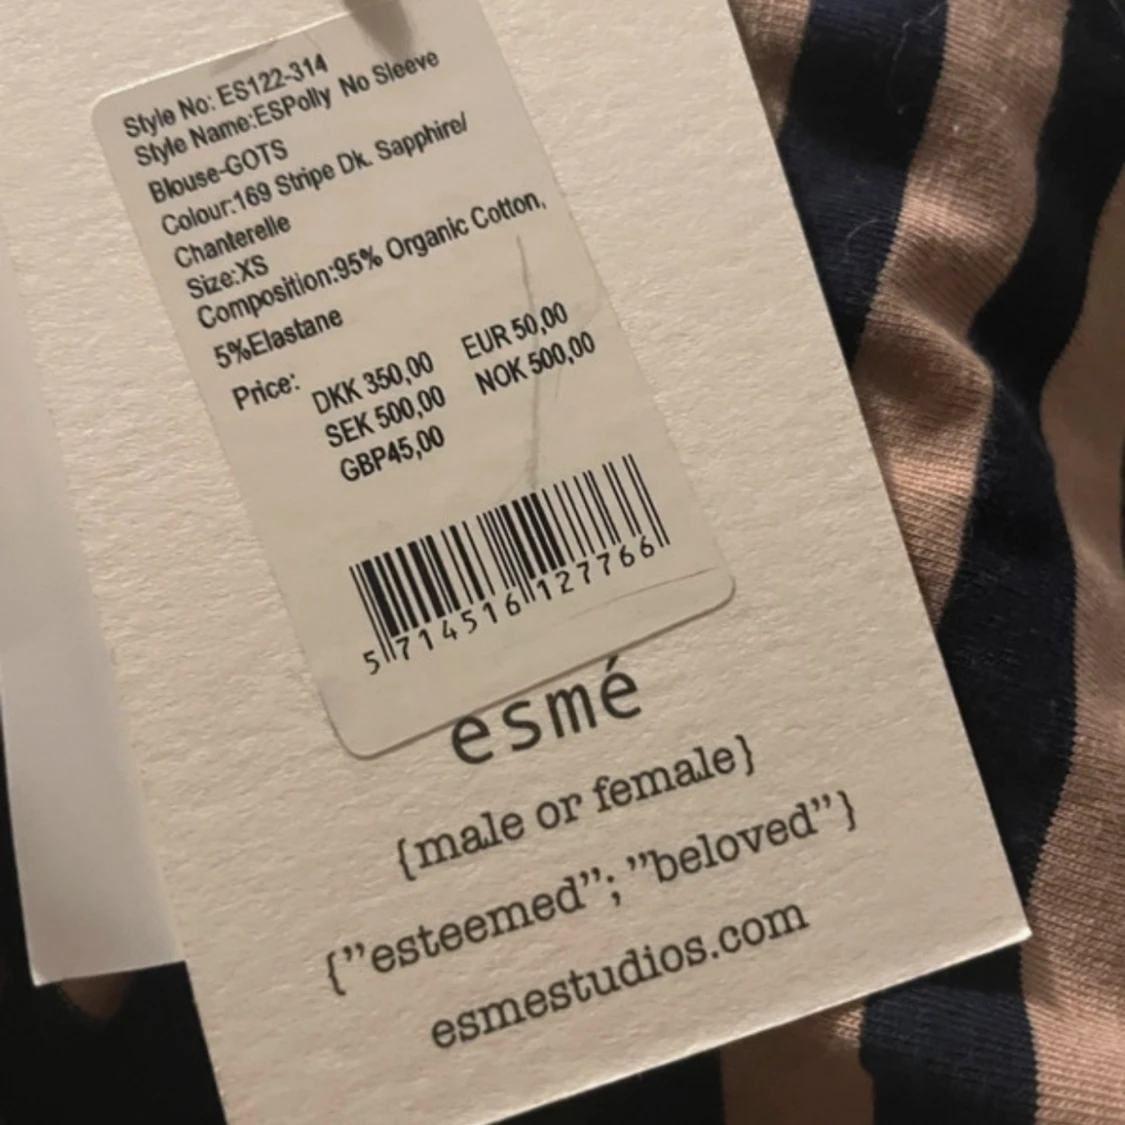 Style No: ES122-314
Style Name:ESPolly No Sleeve
Blouse-GOTS
Colour:169 Stripe Dk. Sapphire/
Chanterelle
Size:XS
Composition:95% Organic Cotton,
5%Elastane
Price: DKK 350,00 EUR 50,00
SEK 500,00 NOK 500,00
GBP45,00
5 714516 127766
esmé
{male or female}
{”esteemed”; ”beloved”}
esmestudios.com